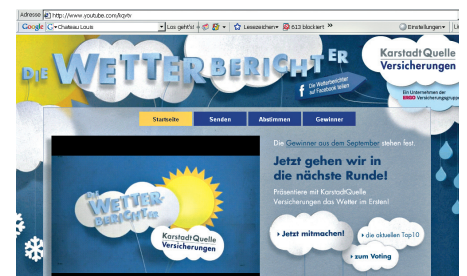 Adresse http://www.youtube.com/kqvtv
Google Chateau Louis Los geht's! Lesezeichen 613 blockiert Einstellungen
DIE WETTERBERICHTER
KarstadtQuelle
Versicherungen
Die Wetterberichter
auf Facebook teilen
Ein Unternehmen der
ERGO Versicherungsgruppe
Startseite Senden Abstimmen Gewinner
Die Gewinner aus dem September stehen fest.
Jetzt gehen wir in
die nächste Runde!
Präsentiere mit KarstadtQuelle
Versicherungen das Wetter im Ersten!
Jetzt mitmachen!
die aktuellen Top10
zum Voting
DIE
WETTER-
BERICHTER
KarstadtQuelle
Versicherungen